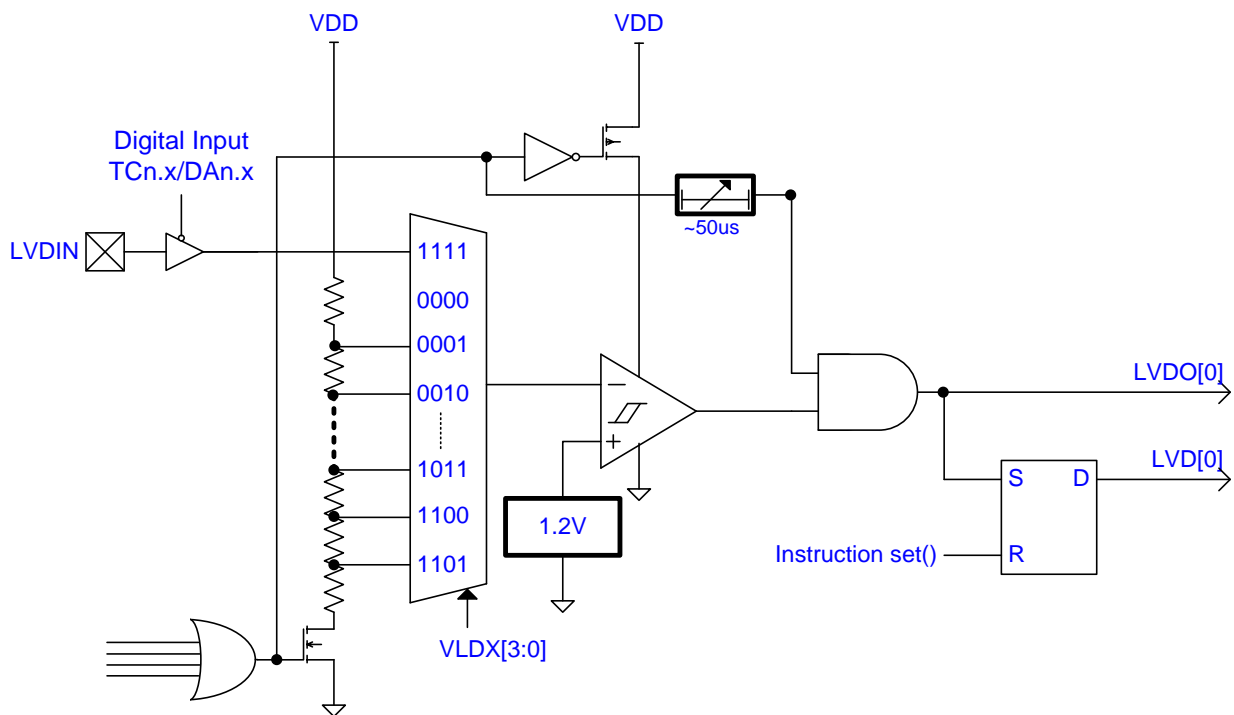 VDD
VDD
Digital Input
TCn.x/DAn.x
LVDIN
~50us
1111
0000
0001
0010
1011
1100
1101
−
+
1.2V
LVDO[0]
LVD[0]
S D
R
Instruction set()
VLDX[3:0]